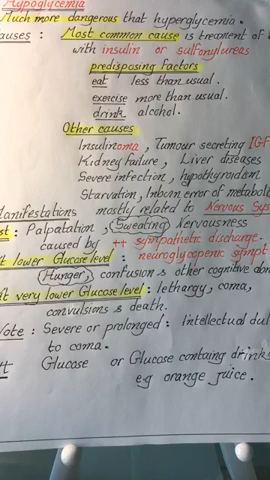 Hypoglycemia
Much more dangerous that hyperglycemia.
auses : Most common cause is treament of
with insulin or sulfonylureas
predisposing factors
eat less than usual.
exercise more than usual.
drink alcohol.
Other causes
Insulinoma, Tumour secreting IGF
Kidney failure, Liver diseases
Severe infection, hypothyroidism
Starvation, Inborn error of metabol
Manifestations mostly related to Nervous Sys
st : Palpatation, Sweating, Nervousness
caused by ++ sympathetic discharge.
t lower Glucose level : neuroglycopenic sympt
Hunger, confusion & other cognitive abn
t very lower Glucose level : lethargy, coma,
convulsions & death.
Note : Severe or prolonged : Intellectual dul
to coma.
tt Glucose or Glucose containg drinks
e.g orange juice.